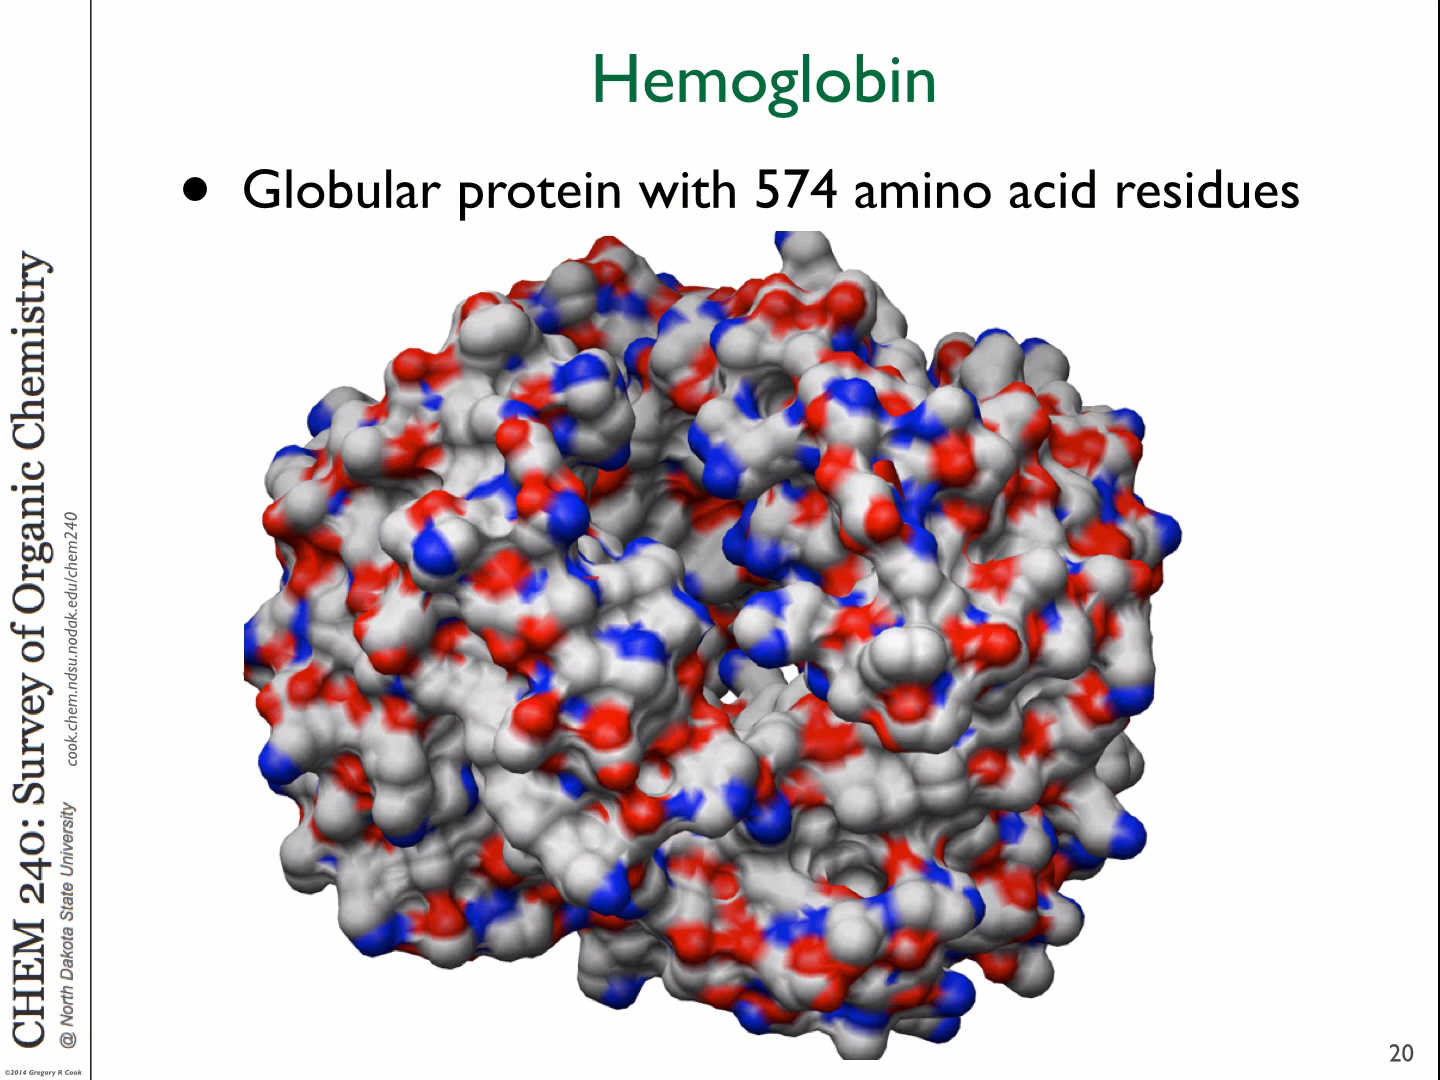 Hemoglobin
• Globular protein with 574 amino acid residues
CHEM 240: Survey of Organic Chemistry
@ North Dakota State University cook.chem.ndsu.nodak.edu/chem240
©2014 Gregory R Cook
20